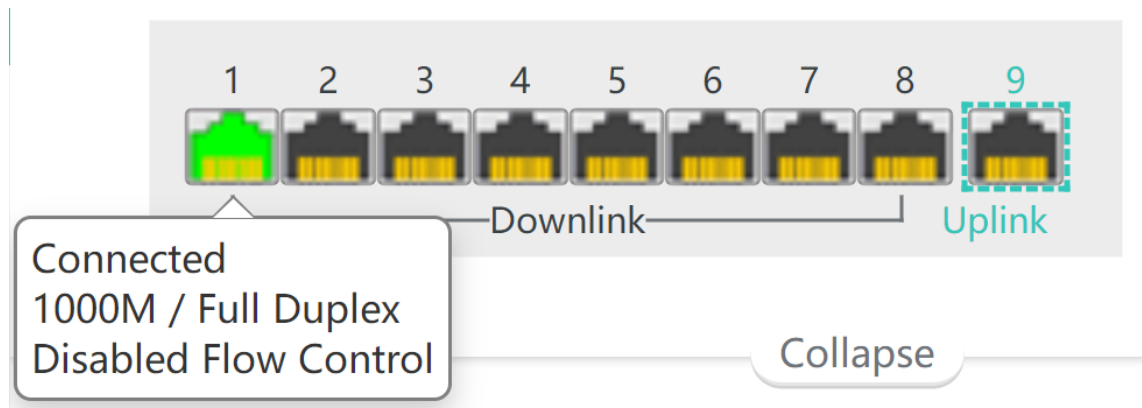 1 2 3 4 5 6 7 8 9
Downlink Uplink
Connected
1000M / Full Duplex
Disabled Flow Control
Collapse